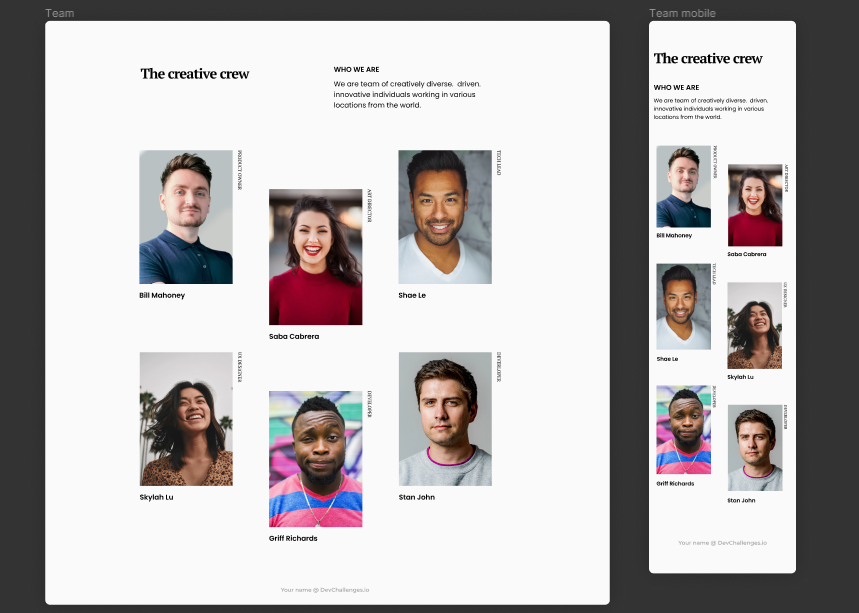 Team
The creative crew
WHO WE ARE
We are team of creatively diverse. driven.
innovative individuals working in various
locations from the world.
PRODUCT OWNER
Bill Mahoney
ART DIRECTOR
Saba Cabrera
TECH LEAD
Shae Le
UX DESIGNER
Skylah Lu
DEVELOPER
Griff Richards
DEVELOPER
Stan John
Your name @ DevChallenges.io
Team mobile
The creative crew
WHO WE ARE
We are team of creatively diverse. driven.
innovative individuals working in various
locations from the world.
PRODUCT OWNER
Bill Mahoney
ART DIRECTOR
Saba Cabrera
TECH LEAD
Shae Le
UX DESIGNER
Skylah Lu
DEVELOPER
Griff Richards
DEVELOPER
Stan John
Your name @ DevChallenges.io